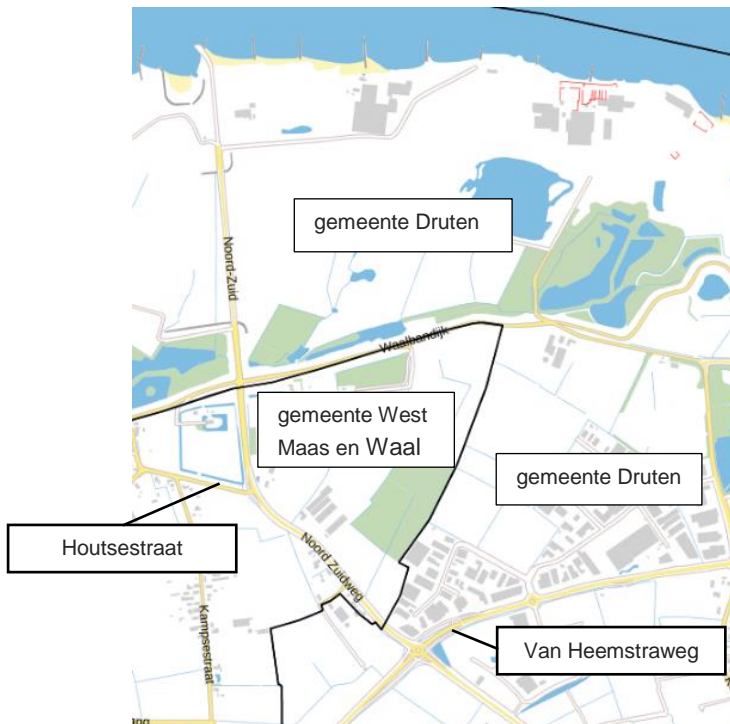 gemeente Druten
Noord-Zuid
Waalbandijk
gemeente West
Maas en Waal
gemeente Druten
Houtsestraat
Noord Zuidweg
Kampsestraat
Van Heemstraweg